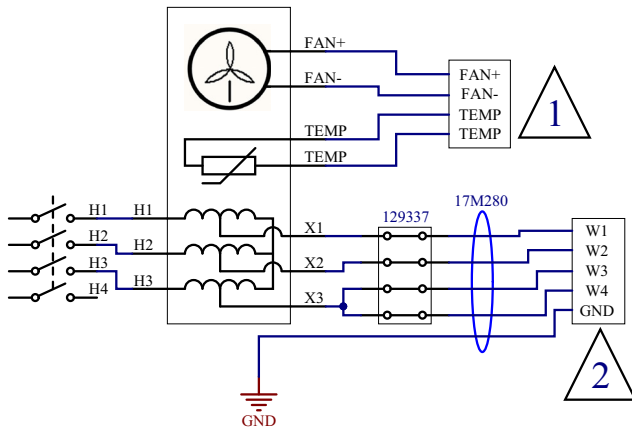 FAN+
FAN-
TEMP
TEMP
FAN+
FAN-
TEMP
TEMP
1
H1
H1
H2
H2
H3
H3
H4
X1
X2
X3
129337
17M280
W1
W2
W3
W4
GND
2
GND